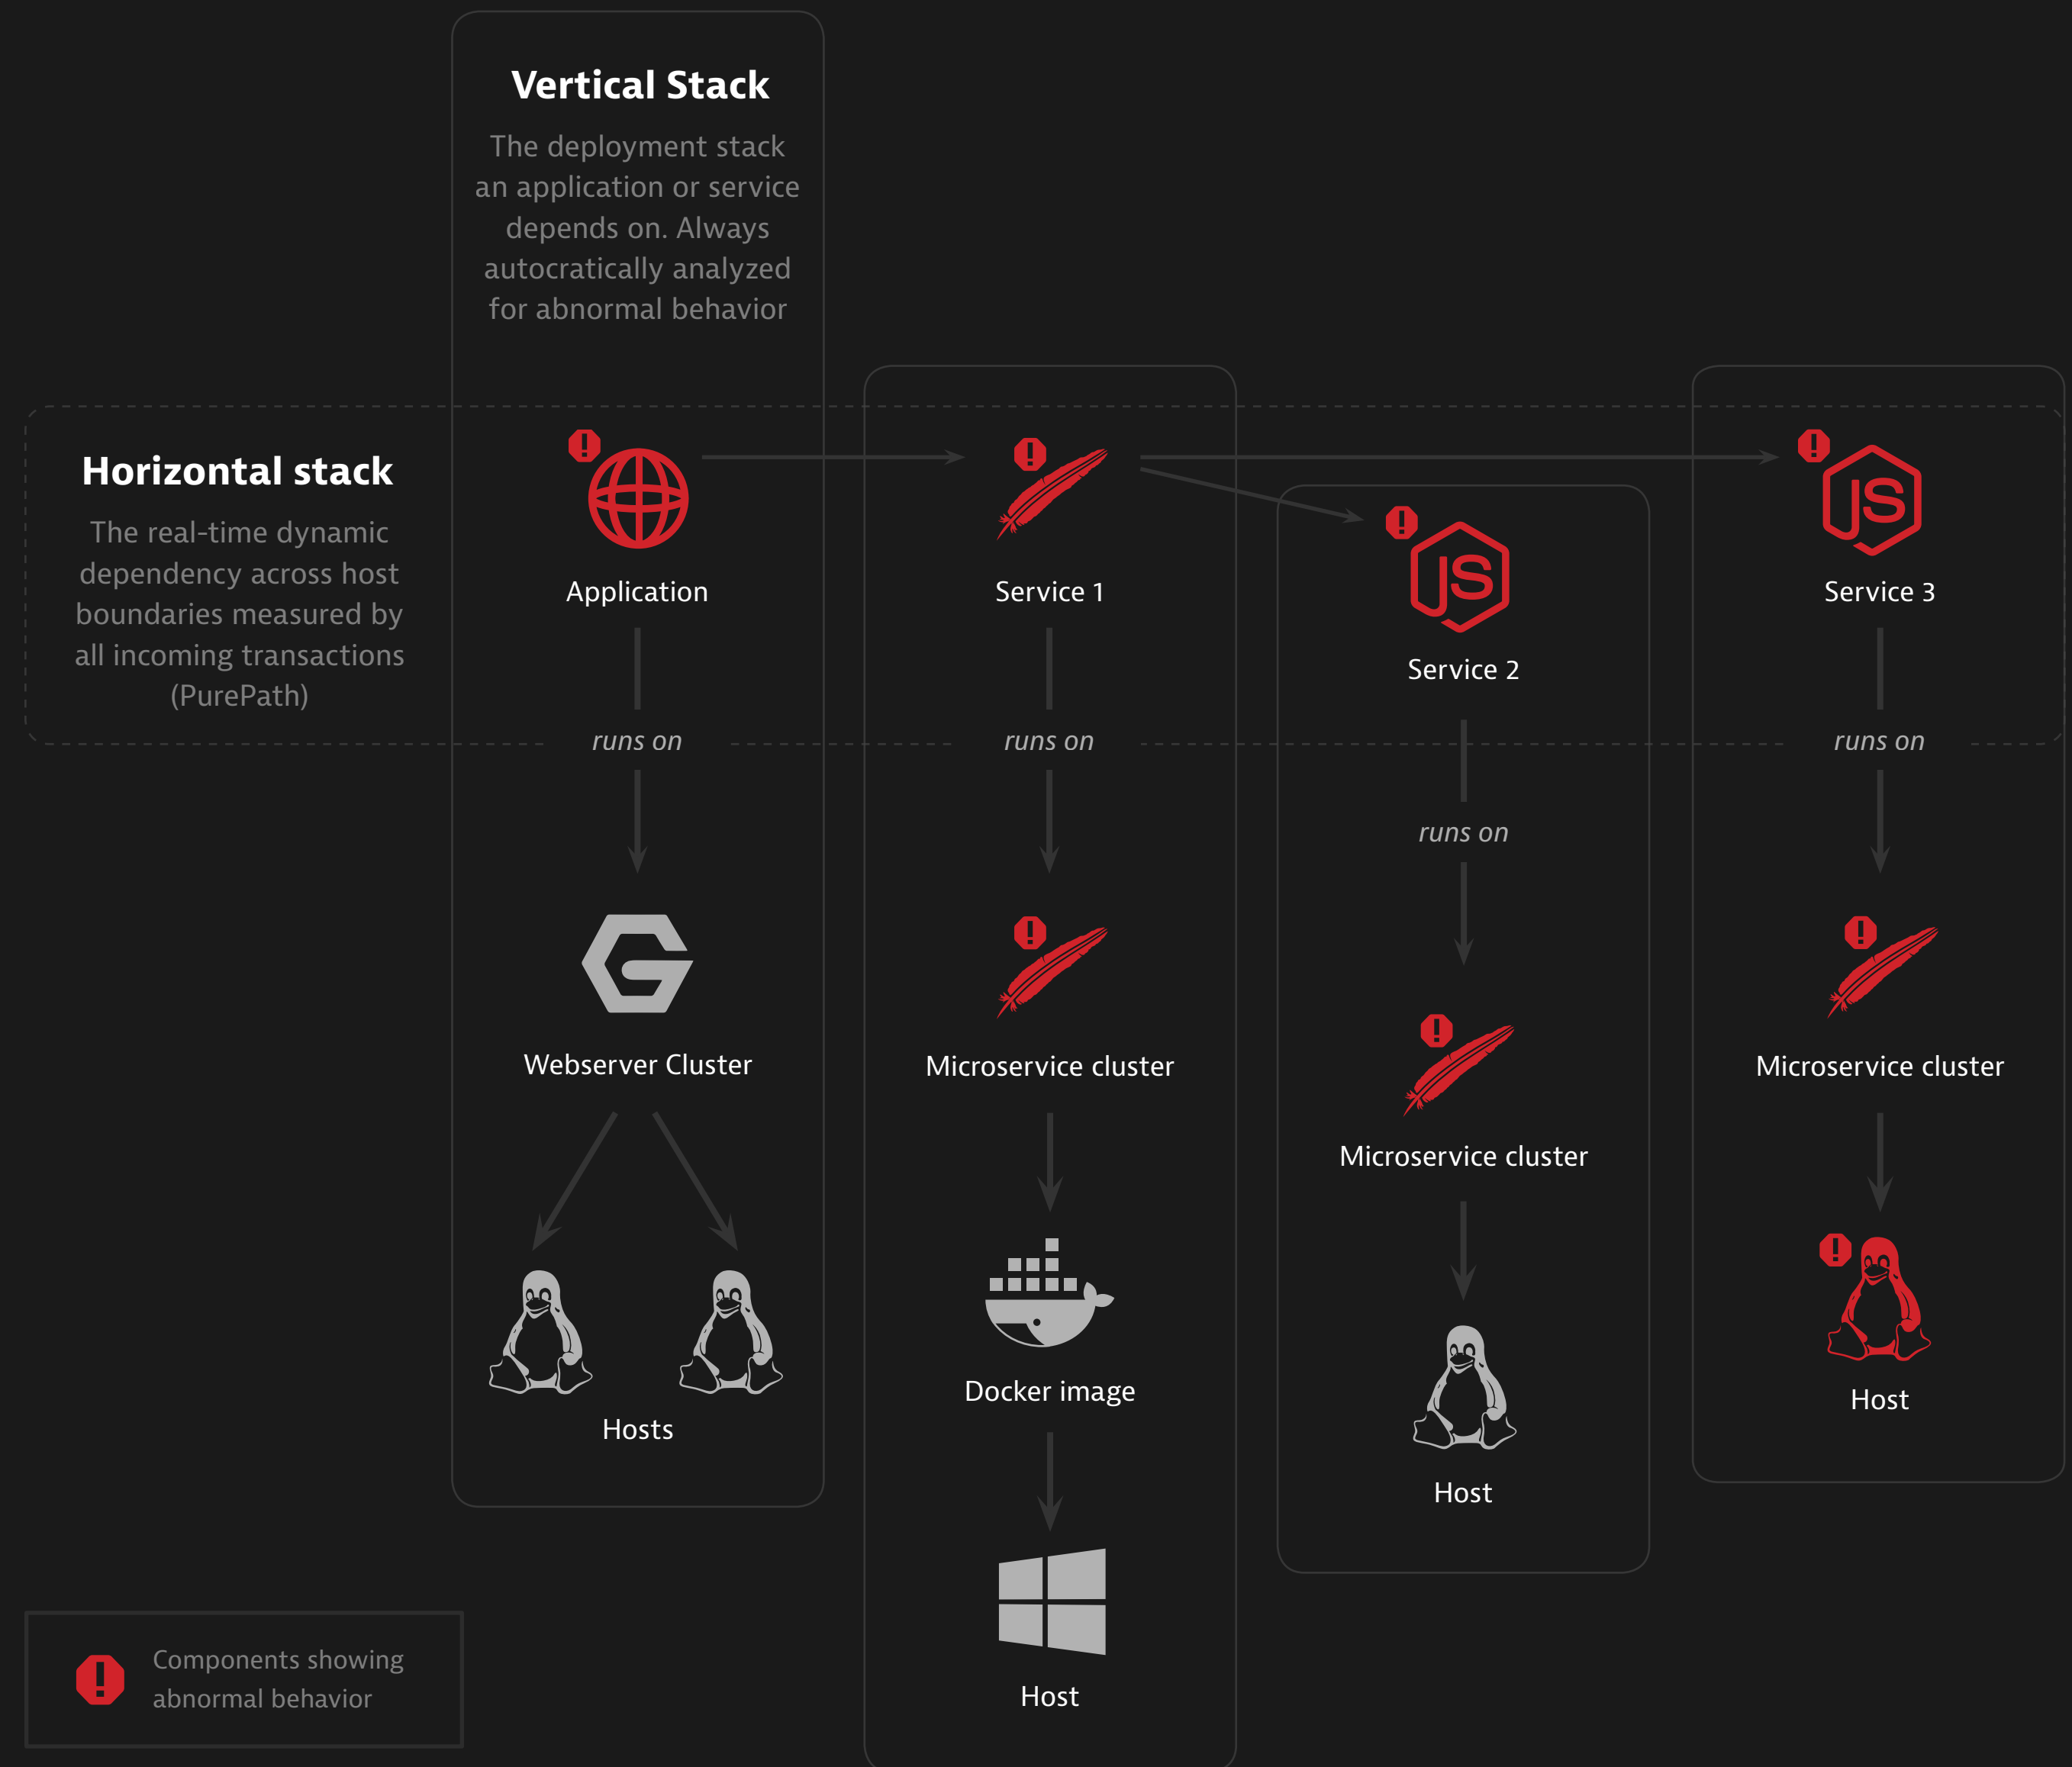 Vertical Stack
The deployment stack
an application or service
depends on. Always
autocratically analyzed
for abnormal behavior
Horizontal stack
The real-time dynamic
dependency across host
boundaries measured by
all incoming transactions
(PurePath)
Application
Service 1
JS
Service 2
JS
Service 3
runs on
runs on
runs on
runs on
Webserver Cluster
Microservice cluster
Microservice cluster
Microservice cluster
Hosts
Docker image
Host
Host
Host
Components showing
abnormal behavior